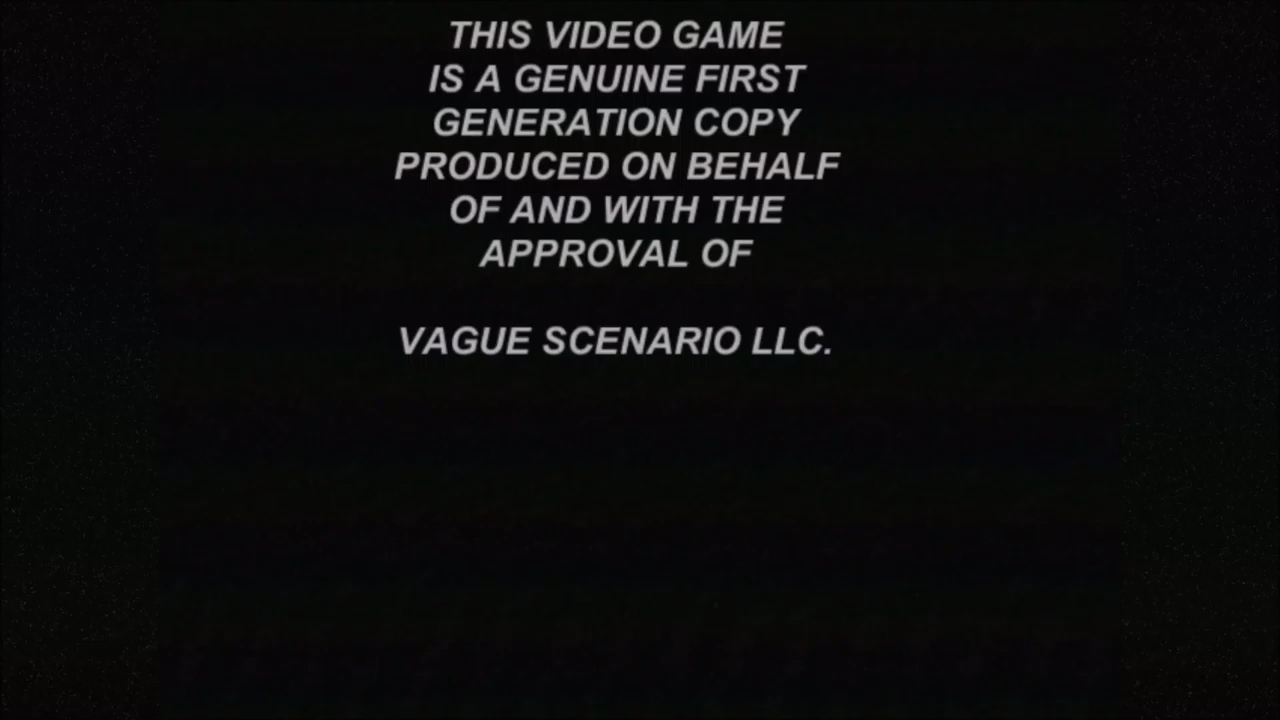 THIS VIDEO GAME
IS A GENUINE FIRST
GENERATION COPY
PRODUCED ON BEHALF
OF AND WITH THE
APPROVAL OF
VAGUE SCENARIO LLC.